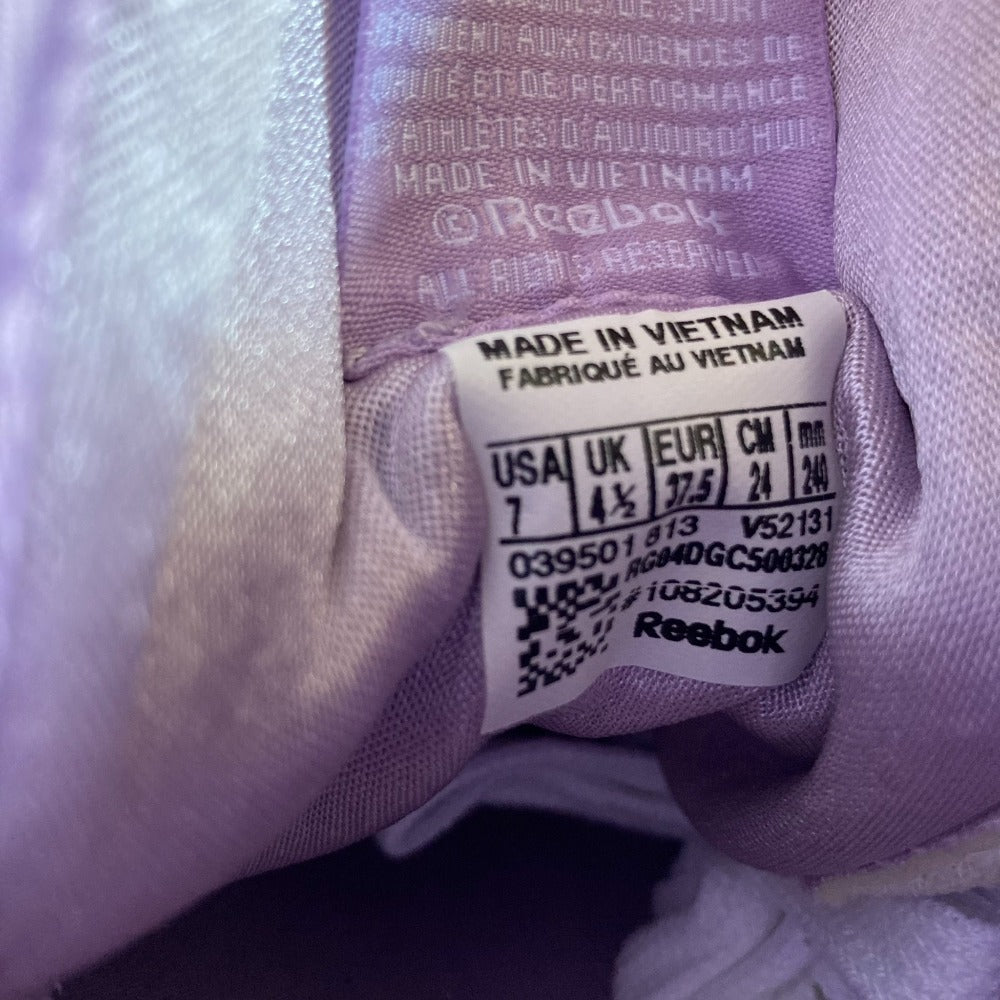 DE SPORT
AUX EXIGENCES DE
ET DE PERFORMANCE
ATHLÈTES D'AUJOURD'HUI
MADE IN VIETNAM
©Reebok
ALL RIGHTS RESERVED
MADE IN VIETNAM
FABRIQUÉ AU VIETNAM
USA UK EUR CM mm
7 4½ 37.5 24 240
039501 813 V52131
RG04DGC500328
#108205394
Reebok